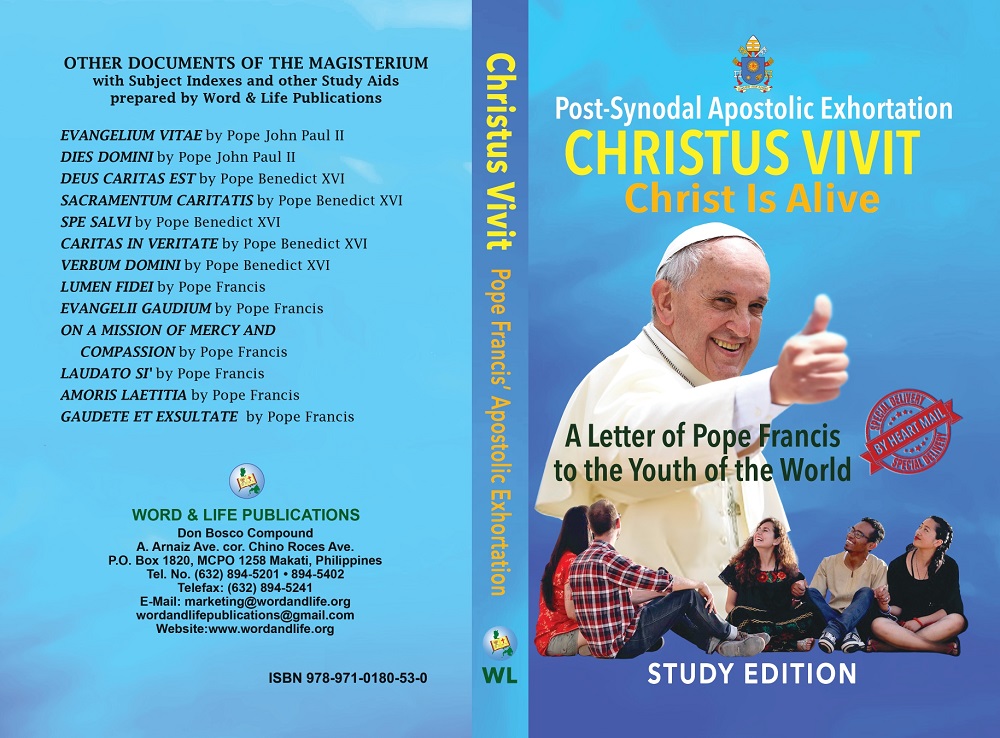 OTHER DOCUMENTS OF THE MAGISTERIUM
with Subject Indexes and other Study Aids
prepared by Word & Life Publications
EVANGELIUM VITAE by Pope John Paul II
DIES DOMINI by Pope John Paul II
DEUS CARITAS EST by Pope Benedict XVI
SACRAMENTUM CARITATIS by Pope Benedict XVI
SPE SALVI by Pope Benedict XVI
CARITAS IN VERITATE by Pope Benedict XVI
VERBUM DOMINI by Pope Benedict XVI
LUMEN FIDEI by Pope Francis
EVANGELII GAUDIUM by Pope Francis
ON A MISSION OF MERCY AND
COMPASSION by Pope Francis
LAUDATO SI' by Pope Francis
AMORIS LAETITIA by Pope Francis
GAUDETE ET EXSULTATE by Pope Francis
WORD & LIFE PUBLICATIONS
Don Bosco Compound
A. Arnaiz Ave. cor. Chino Roces Ave.
P.O. Box 1820, MCPO 1258 Makati, Philippines
Tel. No. (632) 894-5201 • 894-5402
Telefax: (632) 894-5241
E-Mail: marketing@wordandlife.org
wordandlifepublications@gmail.com
Website:www.wordandlife.org
ISBN 978-971-0180-53-0
Christus Vivit Pope Francis' Apostolic Exhortation
WL
Post-Synodal Apostolic Exhortation
CHRISTUS VIVIT
Christ Is Alive
A Letter of Pope Francis
to the Youth of the World
SPECIAL DELIVERY
BY HEART MAIL
SPECIAL DELIVERY
STUDY EDITION